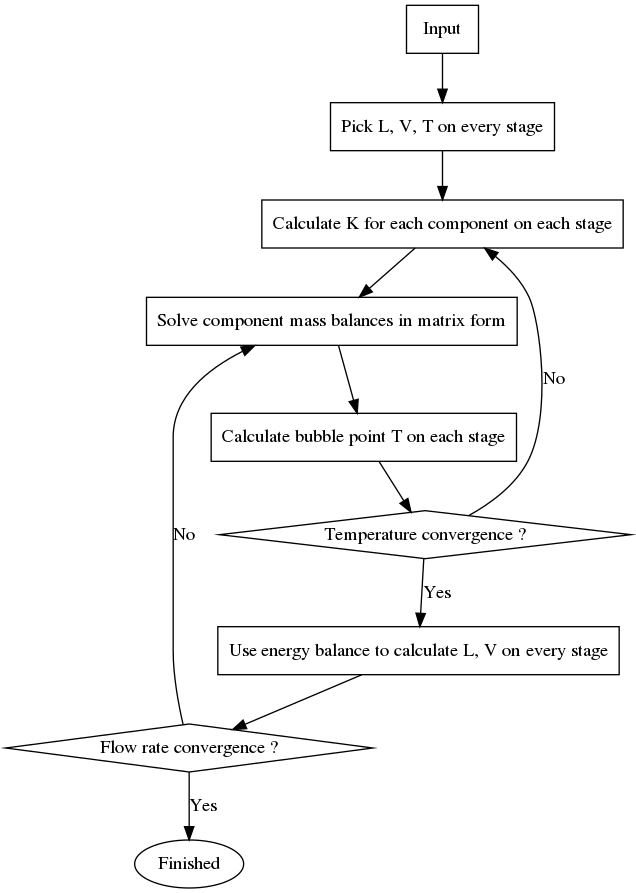 Input
Pick L, V, T on every stage
Calculate K for each component on each stage
Solve component mass balances in matrix form
No
Calculate bubble point T on each stage
No
Temperature convergence ?
Yes
Use energy balance to calculate L, V on every stage
Flow rate convergence ?
Yes
Finished